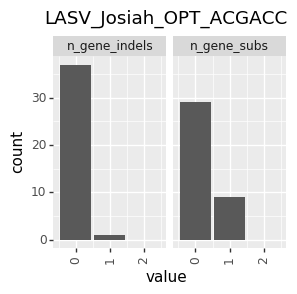 LASV_Josiah_OPT_ACGACC
n_gene_indels n_gene_subs
count
30
20
10
0
0 1 2 0 1 2
value